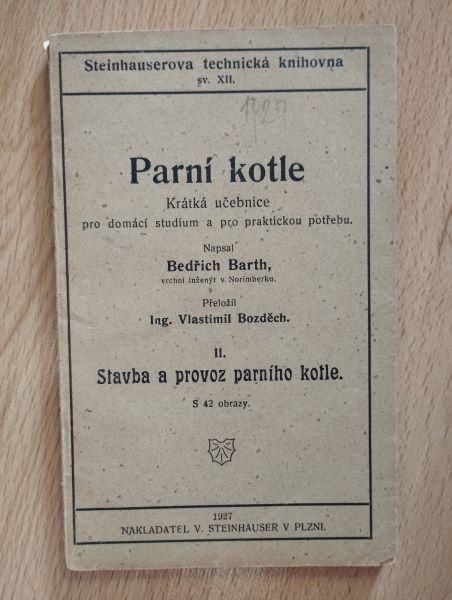 Steinhauserova technická knihovna
sv. XII.
1927
Parní kotle
Krátká učebnice
pro domácí studium a pro praktickou potřebu.
Napsal
Bedřich Barth,
vrchní inženýr v Norimberku.
Přeložil
Ing. Vlastimil Bozděch.
II.
Stavba a provoz parního kotle.
S 42 obrazy.
1927
NAKLADATEL V. STEINHAUSER V PLZNI.